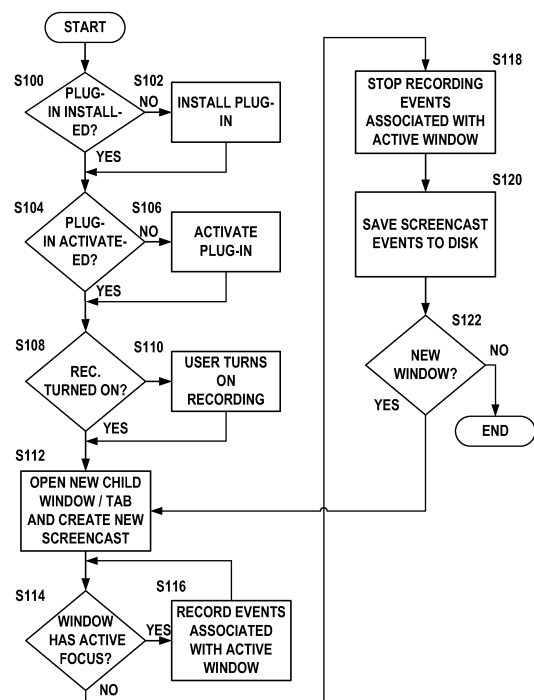 START
S100
PLUG-
IN INSTALL-
ED?
NO
S102
INSTALL PLUG-
IN
YES
S104
PLUG-
IN ACTIVATE-
ED?
NO
S106
ACTIVATE
PLUG-IN
YES
S108
REC.
TURNED ON?
S110
USER TURNS
ON
RECORDING
YES
S112
OPEN NEW CHILD
WINDOW / TAB
AND CREATE NEW
SCREENCAST
S114
WINDOW
HAS ACTIVE
FOCUS?
YES
S116
RECORD EVENTS
ASSOCIATED
WITH ACTIVE
WINDOW
NO
S118
STOP RECORDING
EVENTS
ASSOCIATED WITH
ACTIVE WINDOW
S120
SAVE SCREENCAST
EVENTS TO DISK
S122
NEW
WINDOW?
NO
YES
END